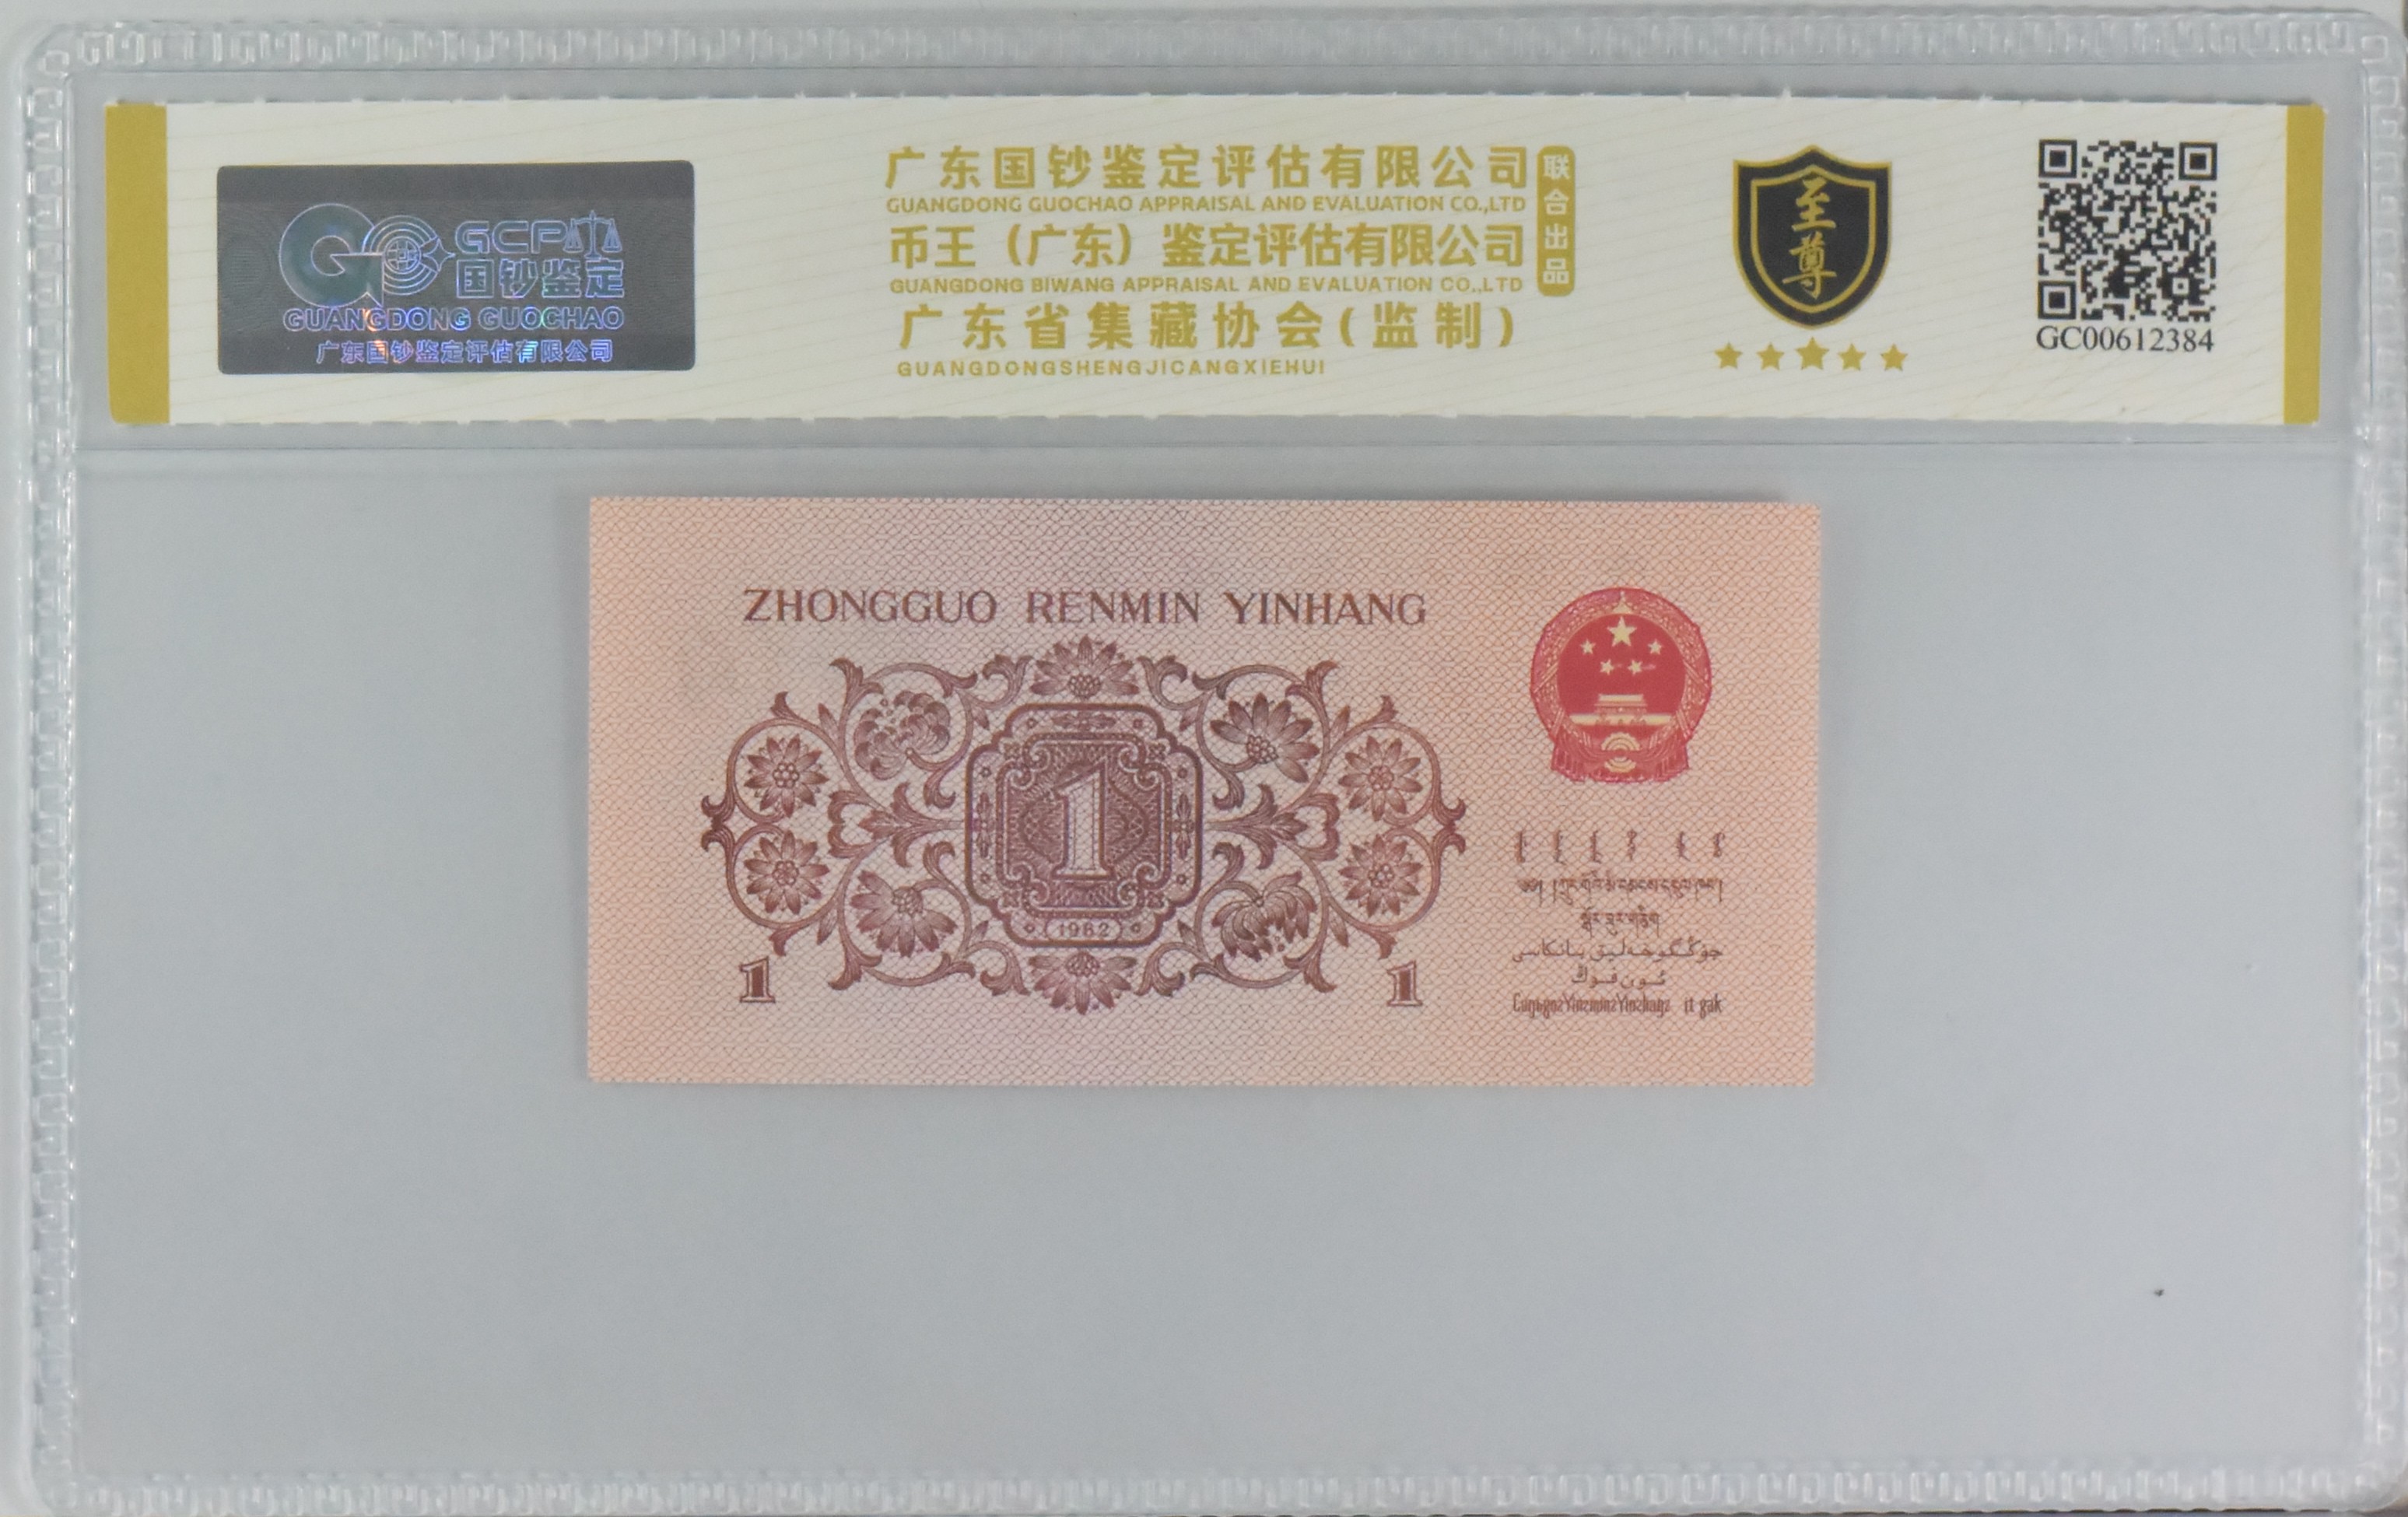 GCP
国钞鉴定
GUANGDONG GUOCHAO
广东国钞鉴定评估有限公司
广东国钞鉴定评估有限公司
GUANGDONG GUOCHAO APPRAISAL AND EVALUATION CO.,LTD
币王（广东）鉴定评估有限公司
GUANGDONG BIWANG APPRAISAL AND EVALUATION CO.,LTD
广东省集藏协会(监制)
GUANGDONGSHENGJICANGXIEHUI
联合出品
至尊
GC00612384
ZHONGGUO RENMIN YINHANG
1
1962
1
1
جۇڭگوخەلىق بانكاسى